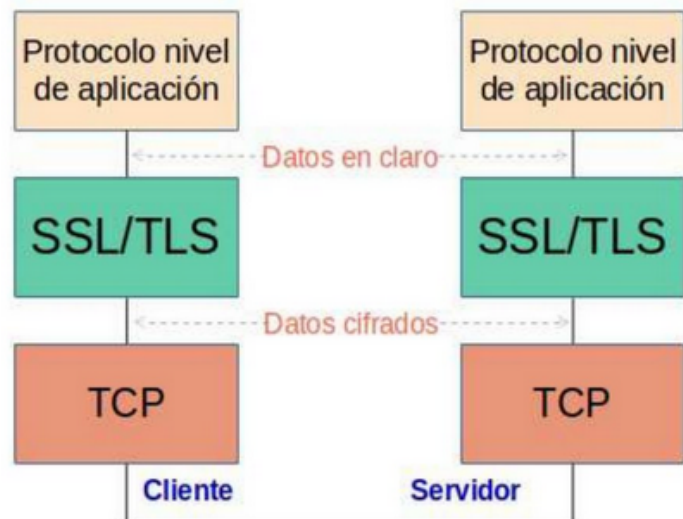 Protocolo nivel
de aplicación
Protocolo nivel
de aplicación
Datos en claro
SSL/TLS
SSL/TLS
Datos cifrados
TCP
TCP
Cliente
Servidor